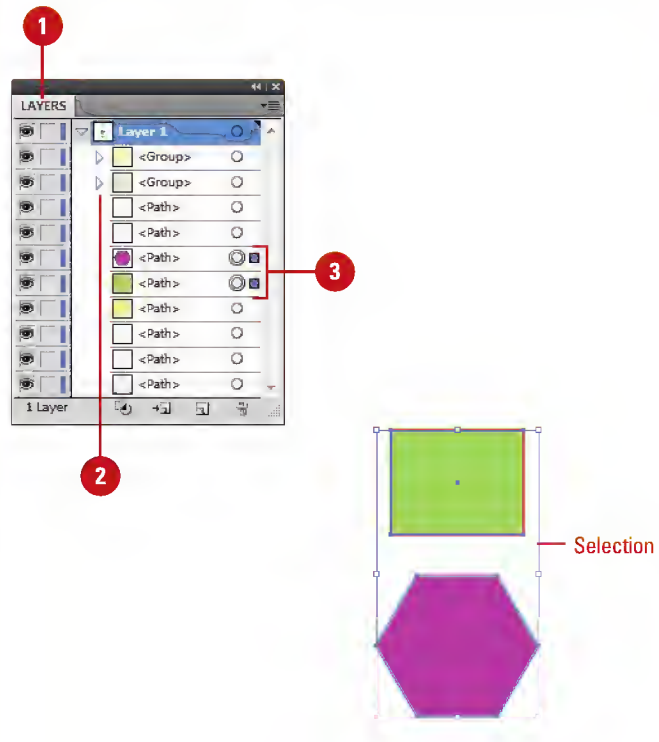 1
LAYERS
Layer 1
<Group>
<Group>
<Path>
<Path>
<Path>
<Path>
<Path>
<Path>
<Path>
<Path>
3
1 Layer
2
Selection